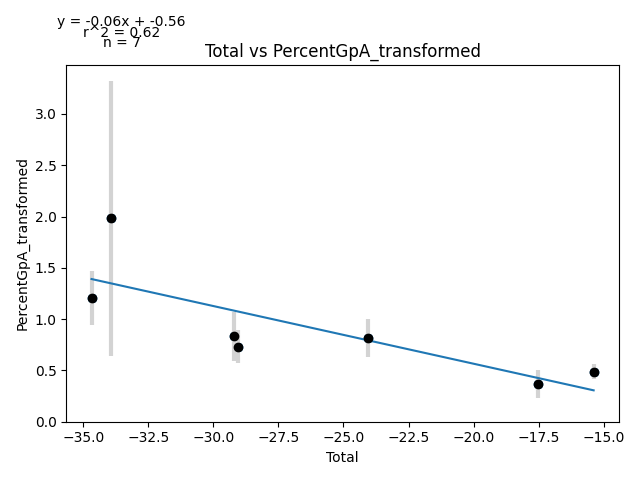 y = -0.06x + -0.56
r^2 = 0.62
n = 7
Total vs PercentGpA_transformed
PercentGpA_transformed
3.0
2.5
2.0
1.5
1.0
0.5
0.0
−35.0 −32.5 −30.0 −27.5 −25.0 −22.5 −20.0 −17.5 −15.0
Total